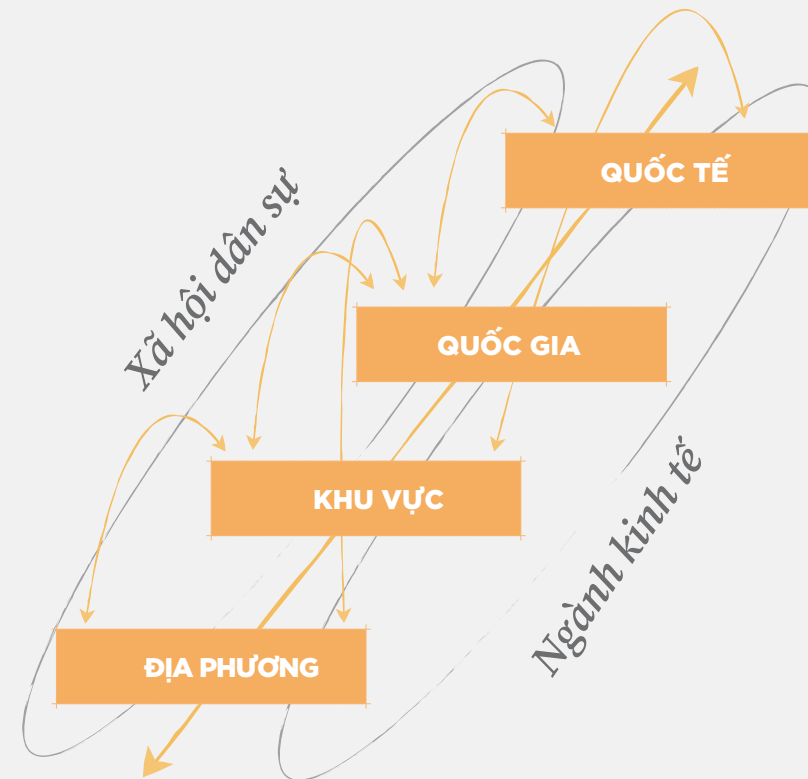 QUỐC TẾ
Xã hội dân sự
QUỐC GIA
KHU VỰC
Ngành kinh tế
ĐỊA PHƯƠNG